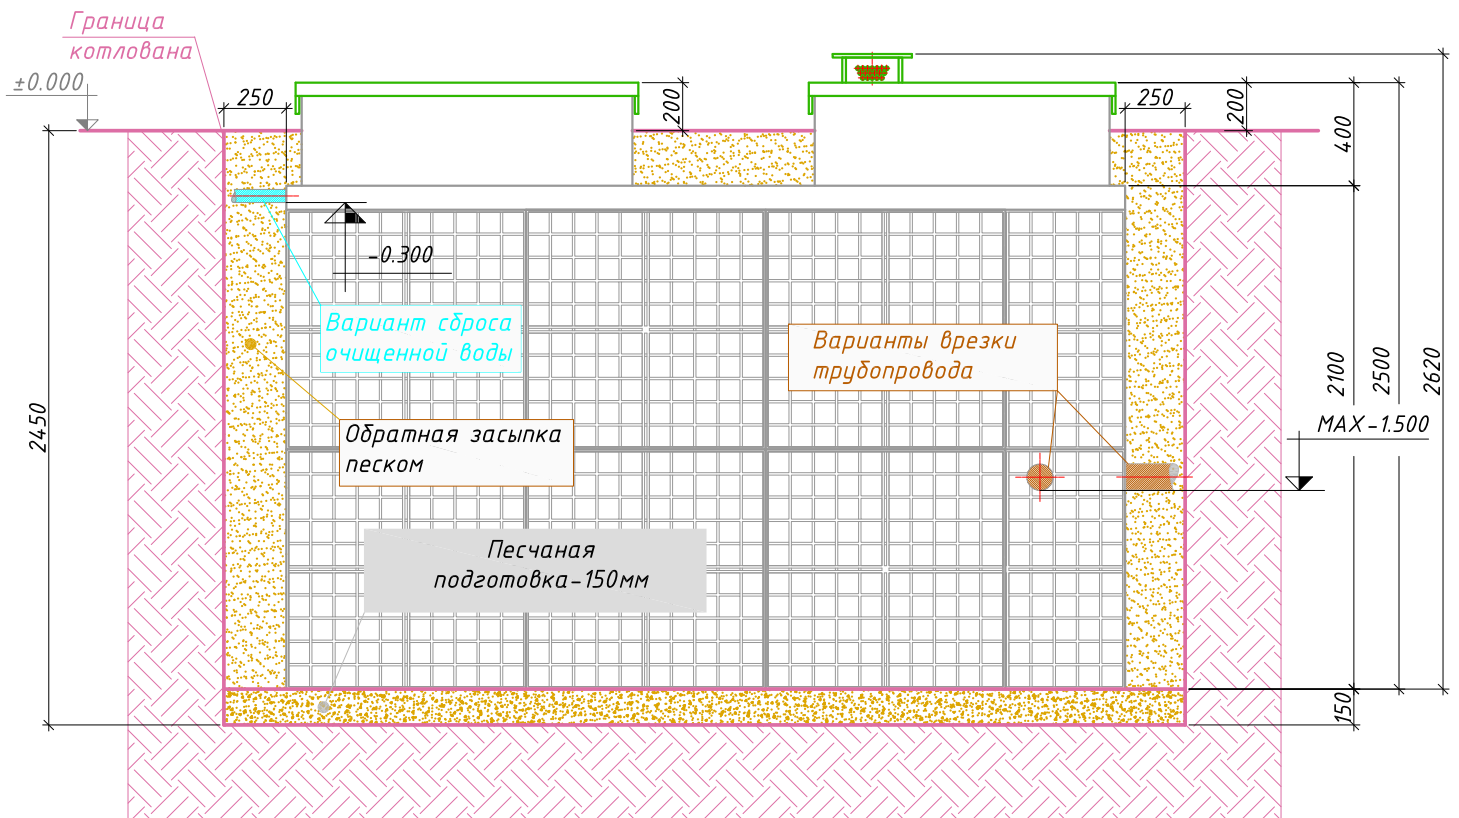 Граница
котлована
±0.000
250
200
250
200
400
-0.300
Вариант сброса
очищенной воды
Варианты врезки
трубопровода
2100
2500
2620
2450
MAX-1.500
Обратная засыпка
песком
Песчаная
подготовка-150мм
150